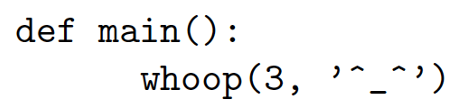 def main():
    whoop(3, '^_^')